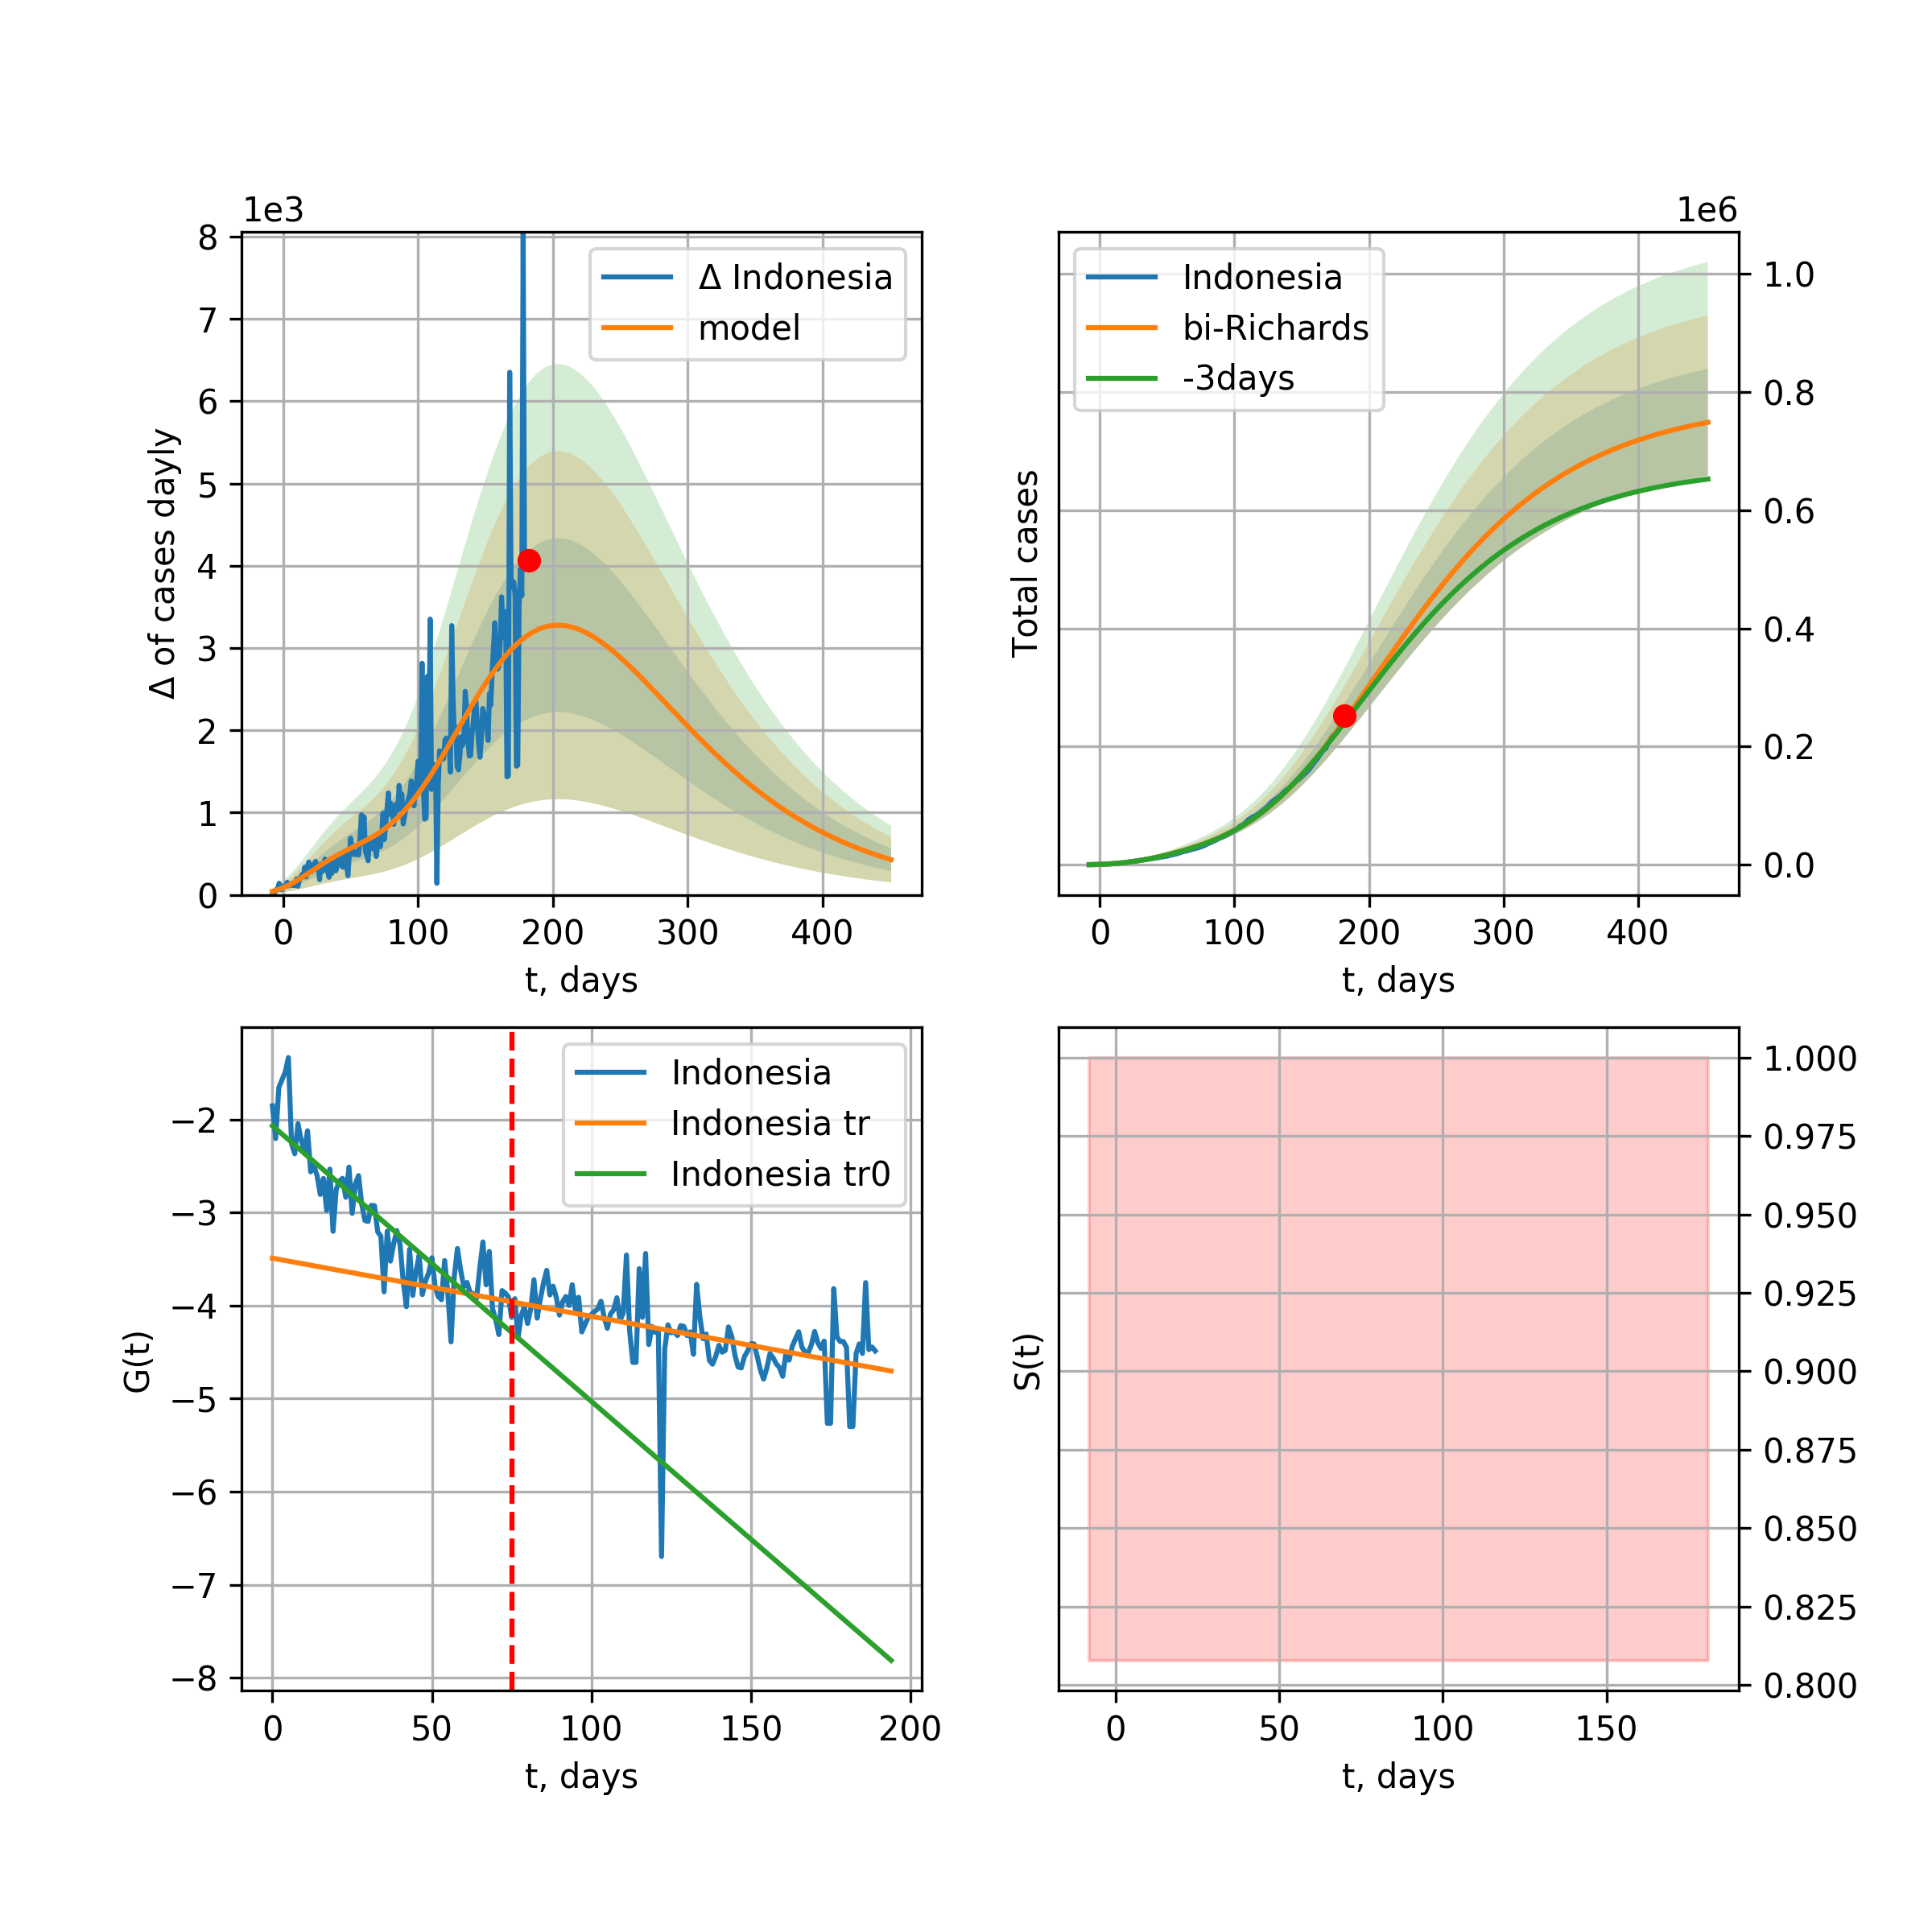 1e3
8
7
6
5
4
3
2
1
0
Δ of cases dayly
Δ Indonesia
model
0 100 200 300 400
t, days
1e6
Indonesia
bi-Richards
-3days
Total cases
1.0
0.8
0.6
0.4
0.2
0.0
0 100 200 300 400
t, days
Indonesia
Indonesia tr
Indonesia tr0
G(t)
−2
−3
−4
−5
−6
−7
−8
0 50 100 150 200
t, days
S(t)
1.000
0.975
0.950
0.925
0.900
0.875
0.850
0.825
0.800
0 50 100 150
t, days